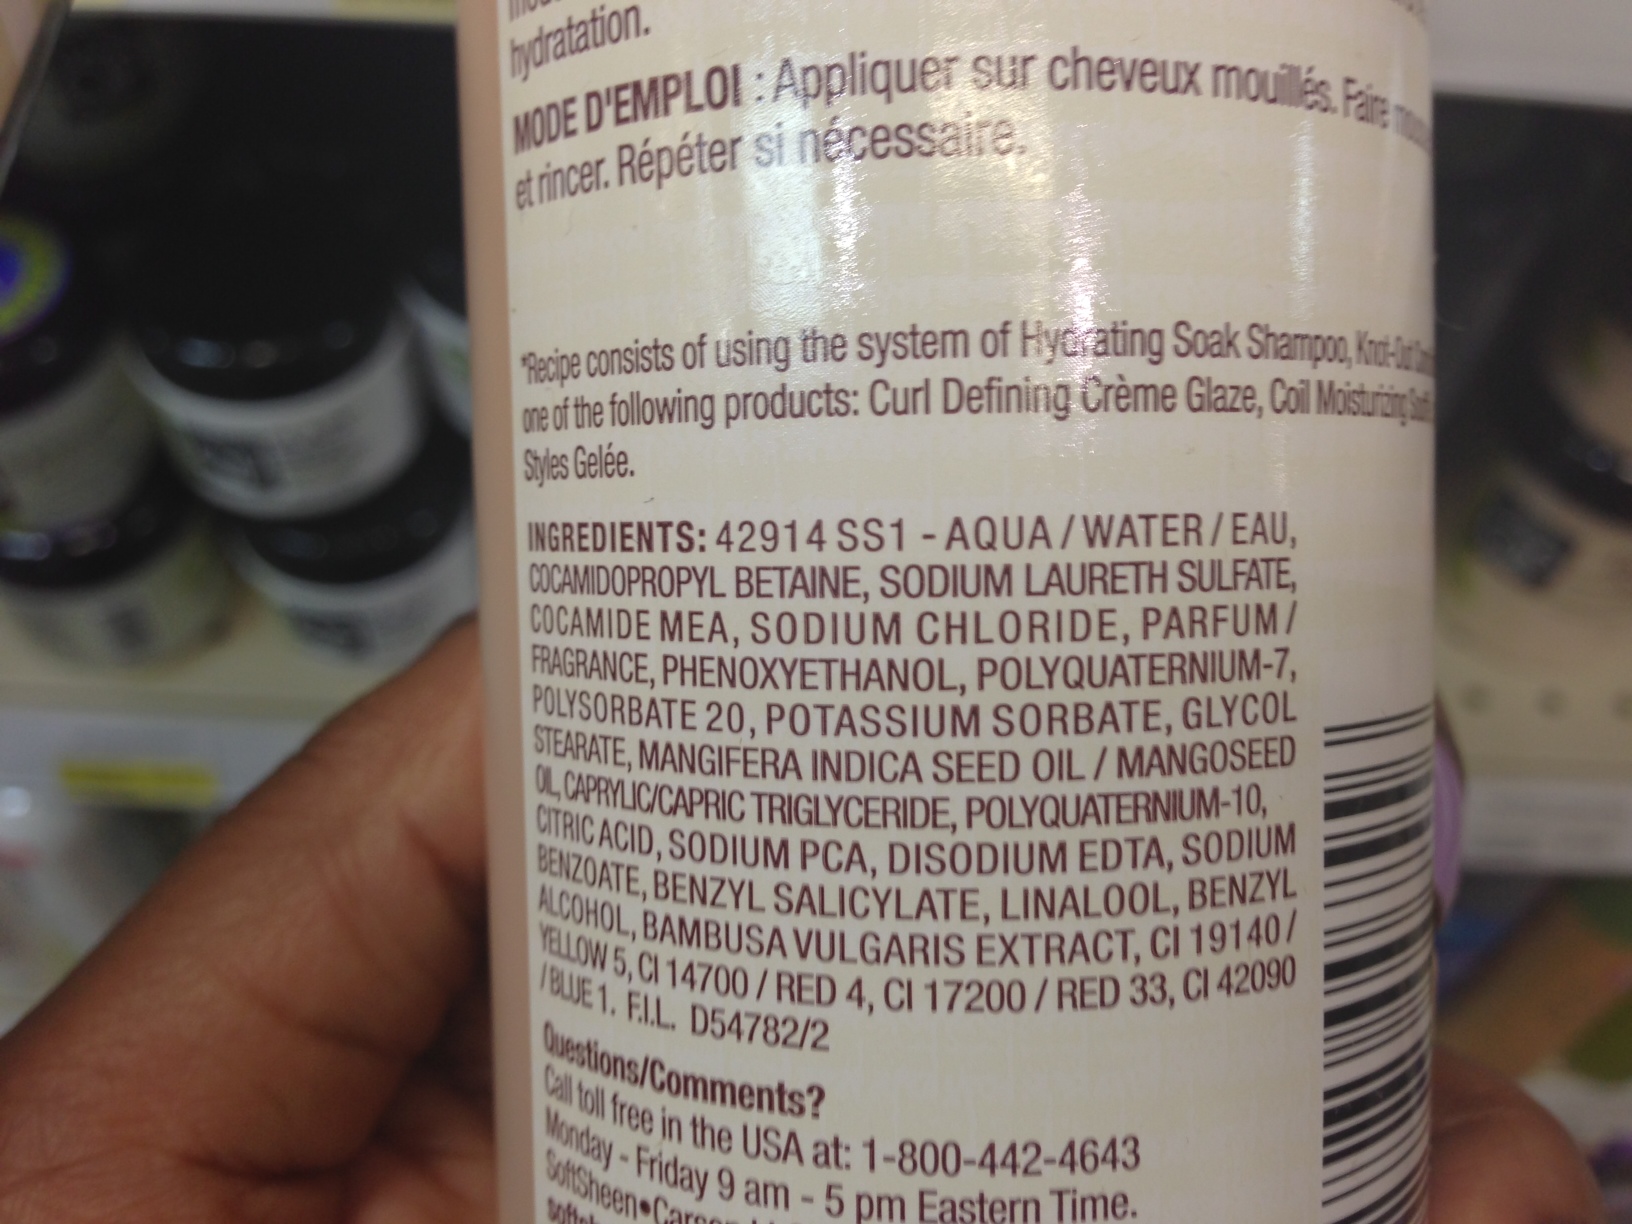 hydratation.
MODE D'EMPLOI : Appliquer sur cheveux mouillés. Faire
et rincer. Répéter si nécessaire.
*Recipe consists of using the system of Hydrating Soak Shampoo, Knot-Out
one of the following products: Curl Defining Crème Glaze, Coil Moisturizing
Styles Gelée.
INGREDIENTS: 42914 SS1 - AQUA / WATER / EAU,
COCAMIDOPROPYL BETAINE, SODIUM LAURETH SULFATE,
COCAMIDE MEA, SODIUM CHLORIDE, PARFUM /
FRAGRANCE, PHENOXYETHANOL, POLYQUATERNIUM-7,
POLYSORBATE 20, POTASSIUM SORBATE, GLYCOL
STEARATE, MANGIFERA INDICA SEED OIL / MANGOSEED
OIL, CAPRYLIC/CAPRIC TRIGLYCERIDE, POLYQUATERNIUM-10,
CITRIC ACID, SODIUM PCA, DISODIUM EDTA, SODIUM
BENZOATE, BENZYL SALICYLATE, LINALOOL, BENZYL
ALCOHOL, BAMBUSA VULGARIS EXTRACT, CI 19140 /
YELLOW 5, CI 14700 / RED 4, CI 17200 / RED 33, CI 42090
/ BLUE 1. F.I.L. D54782/2
Questions/Comments?
Call toll free in the USA at: 1-800-442-4643
Monday - Friday 9 am - 5 pm Eastern Time.
SoftSheen•Carson